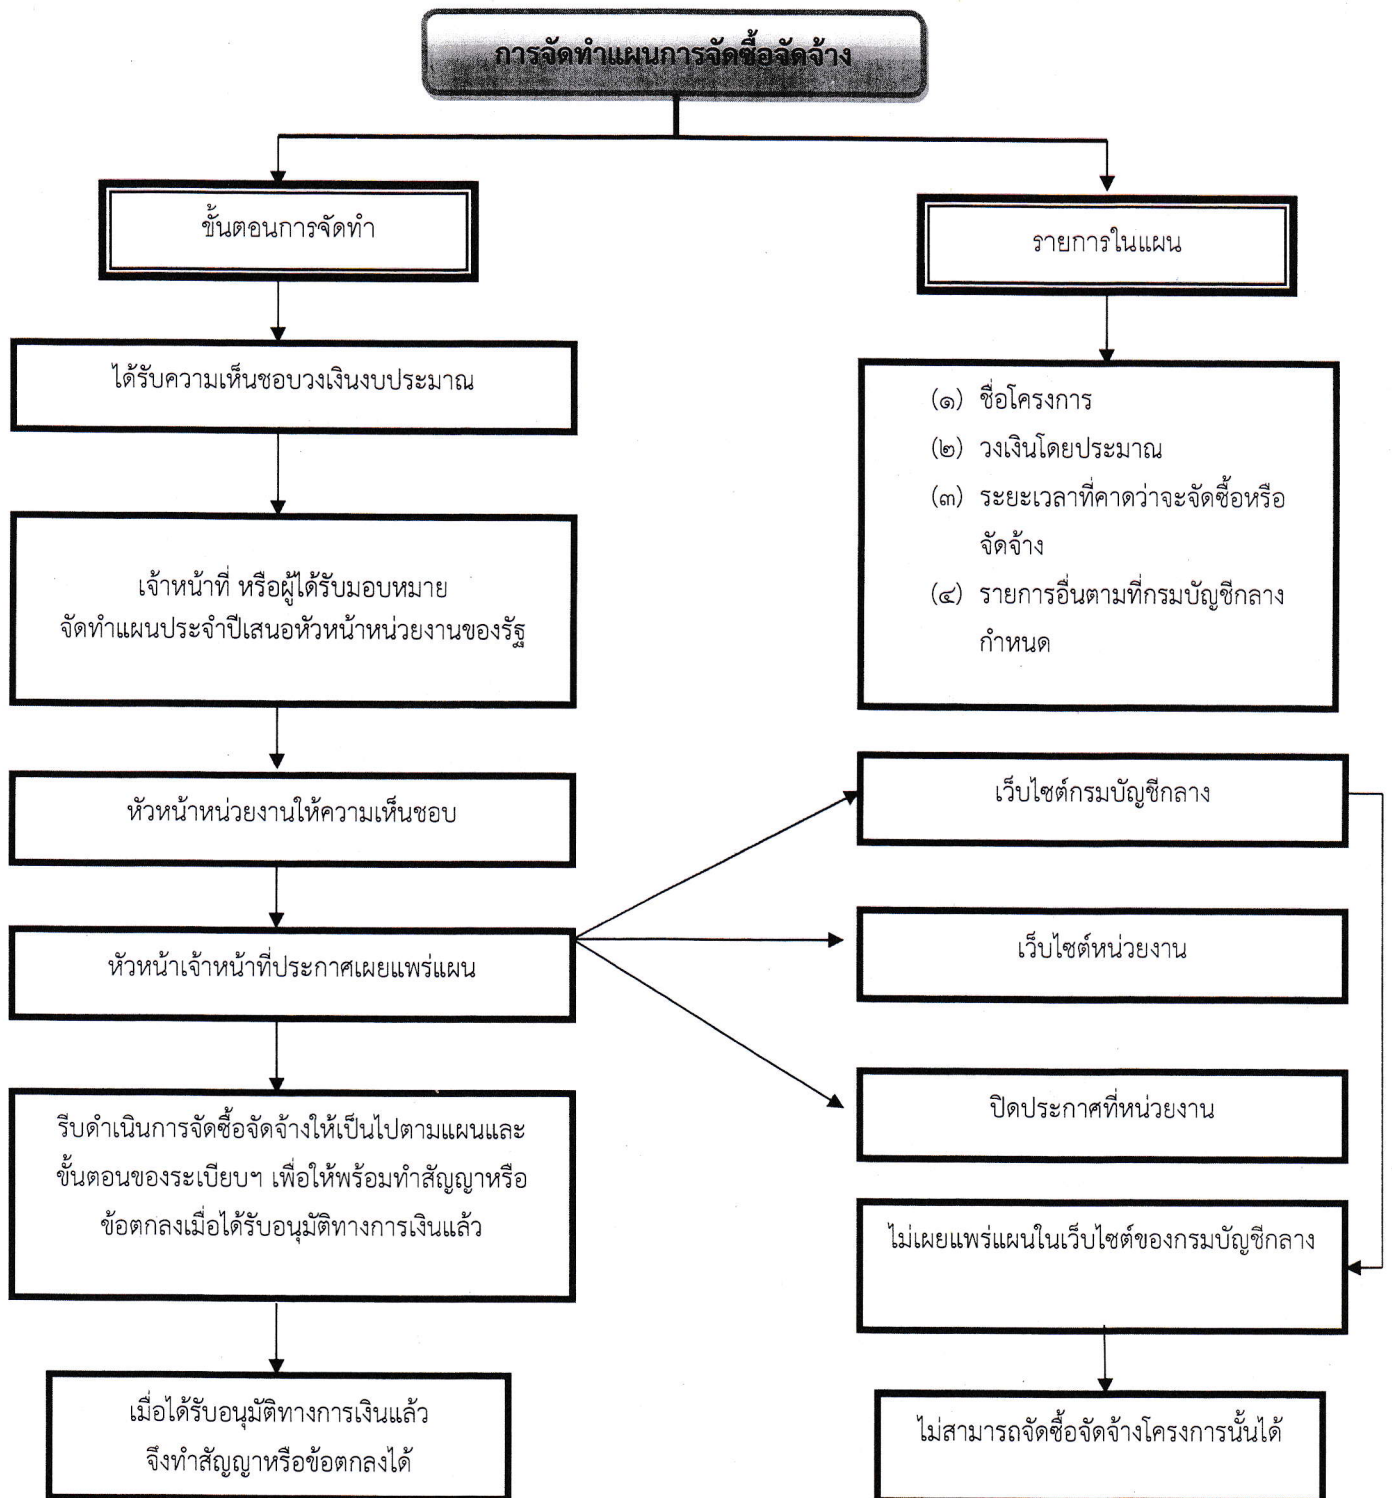 การจัดทำแผนการจัดซื้อจัดจ้าง
ขั้นตอนการจัดทำ
ได้รับความเห็นชอบวงเงินงบประมาณ
เจ้าหน้าที่ หรือผู้ได้รับมอบหมาย
จัดทำแผนประจำปีเสนอหัวหน้าหน่วยงานของรัฐ
หัวหน้าหน่วยงานให้ความเห็นชอบ
หัวหน้าเจ้าหน้าที่ประกาศเผยแพร่แผน
รีบดำเนินการจัดซื้อจัดจ้างให้เป็นไปตามแผนและ
ขั้นตอนของระเบียบฯ เพื่อให้พร้อมทำสัญญาหรือ
ข้อตกลงเมื่อได้รับอนุมัติทางการเงินแล้ว
เมื่อได้รับอนุมัติทางการเงินแล้ว
จึงทำสัญญาหรือข้อตกลงได้
รายการในแผน
(๑) ชื่อโครงการ
(๒) วงเงินโดยประมาณ
(๓) ระยะเวลาที่คาดว่าจะจัดซื้อหรือ
จัดจ้าง
(๔) รายการอื่นตามที่กรมบัญชีกลาง
กำหนด
เว็บไซต์กรมบัญชีกลาง
เว็บไซต์หน่วยงาน
ปิดประกาศที่หน่วยงาน
ไม่เผยแพร่แผนในเว็บไซต์ของกรมบัญชีกลาง
ไม่สามารถจัดซื้อจัดจ้างโครงการนั้นได้